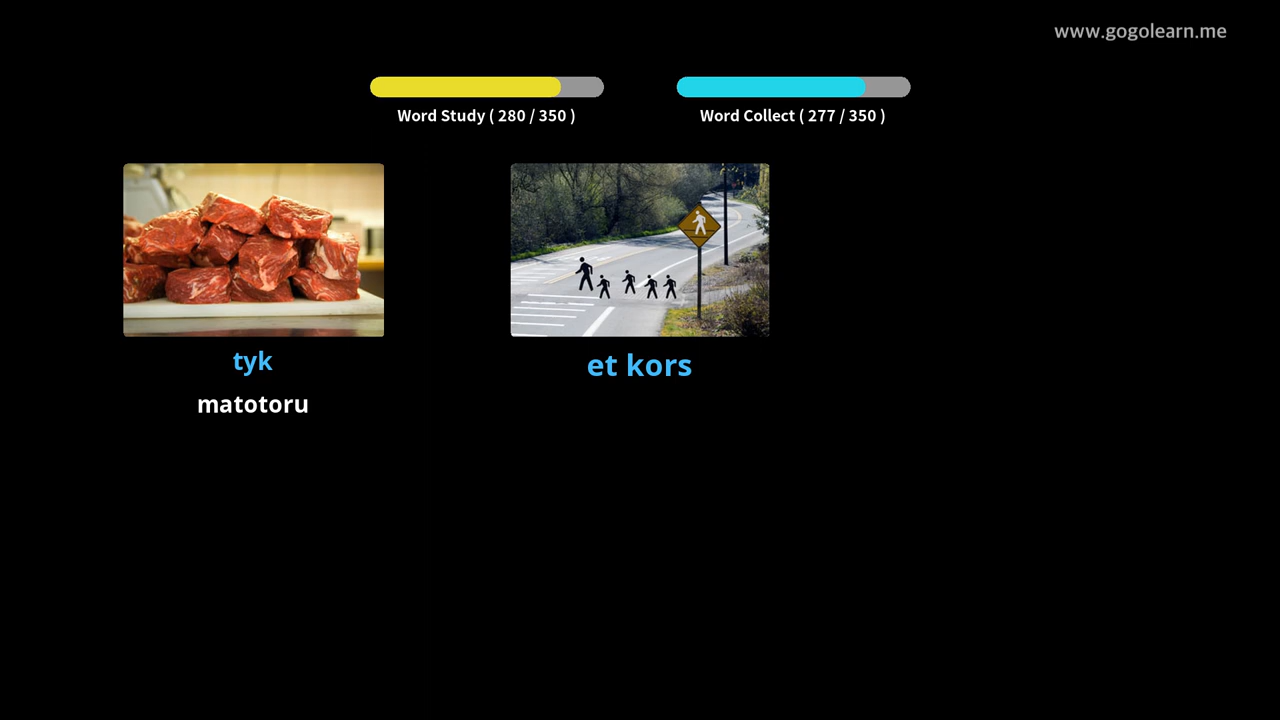 www.gogolearn.me
Word Study ( 280 / 350 )
Word Collect ( 277 / 350 )
tyk
et kors
matotoru